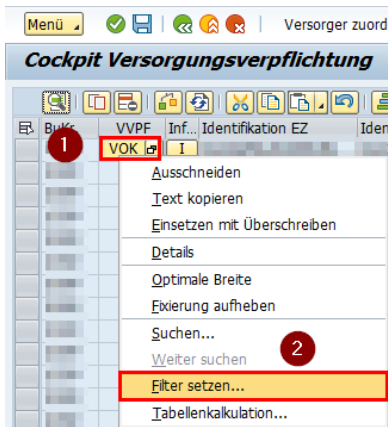 Menü
Versorger zuord
Cockpit Versorgungsverpflichtung
BuKr. VVPF Inf... Identifikation EZ Iden
1 VOK I
Ausschneiden
Text kopieren
Einsetzen mit Überschreiben
Details
Optimale Breite
Fixierung aufheben
Suchen...
Weiter suchen
2
Filter setzen...
Tabellenkalkulation...